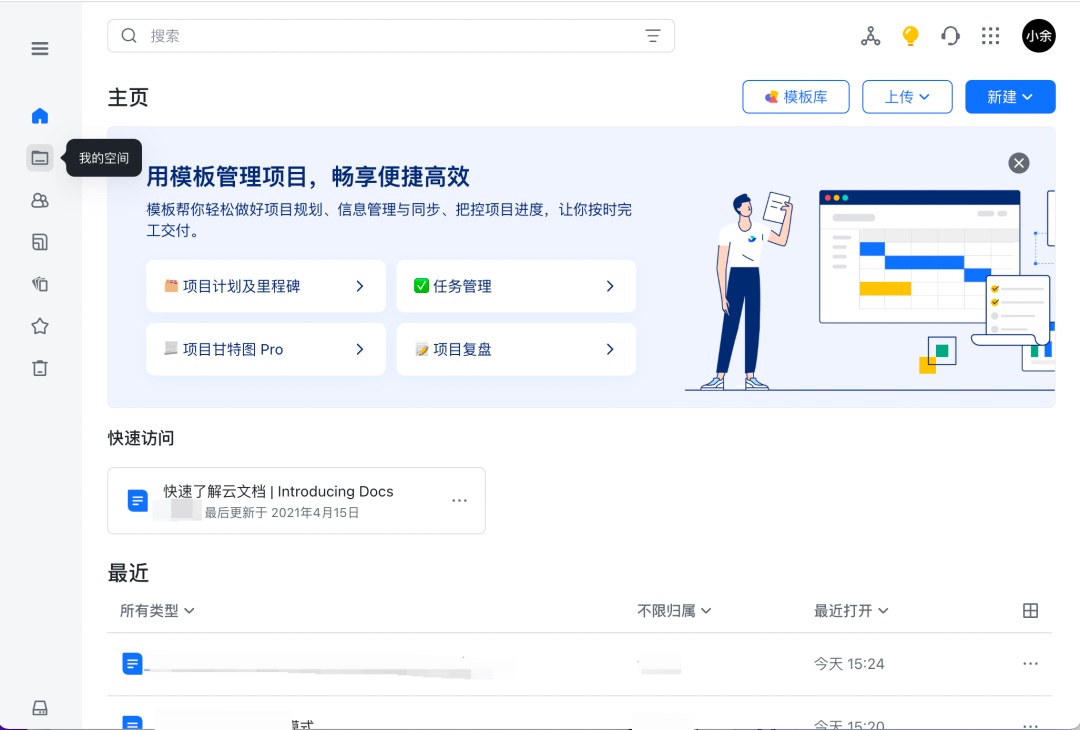 搜索
小余
主页
模板库
上传
新建
我的空间
用模板管理项目，畅享便捷高效
模板帮你轻松做好项目规划、信息管理与同步、把控项目进度，让你按时完
工交付。
项目计划及里程碑
任务管理
项目甘特图 Pro
项目复盘
快速访问
快速了解云文档 | Introducing Docs
最后更新于 2021年4月15日
最近
所有类型
不限归属
最近打开
今天 15:24
模式
今天 15:20